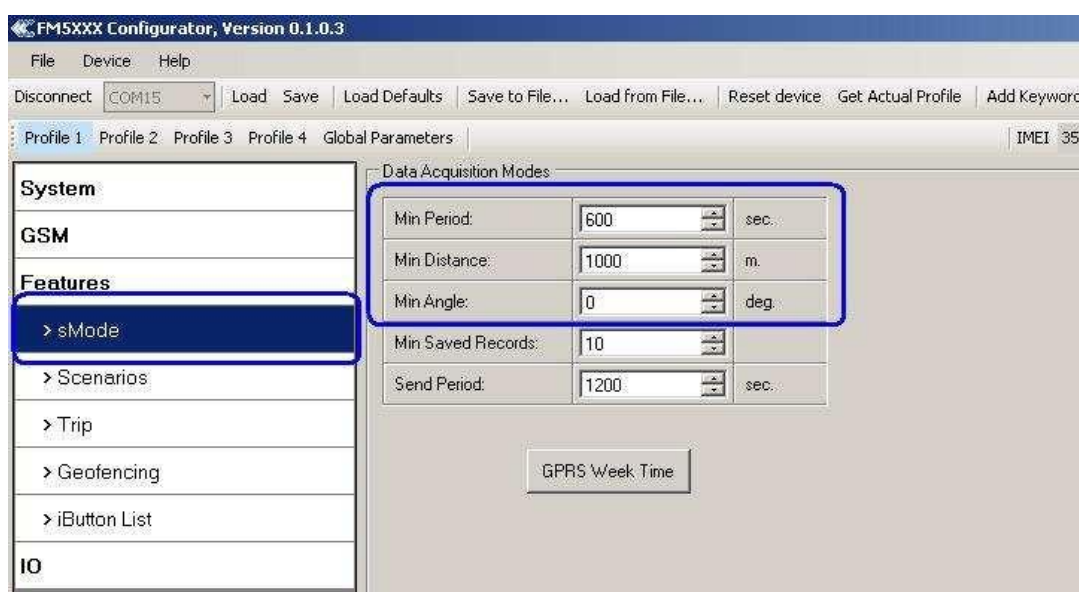 FM5XXX Configurator, Version 0.1.0.3
File Device Help
Disconnect COM15 Load Save Load Defaults Save to File... Load from File... Reset device Get Actual Profile Add Keyword
Profile 1 Profile 2 Profile 3 Profile 4 Global Parameters IMEI 35
System
GSM
Features
> sMode
> Scenarios
> Trip
> Geofencing
> iButton List
IO
Data Acquisition Modes
Min Period: 600 sec.
Min Distance: 1000 m.
Min Angle: 0 deg.
Min Saved Records: 10
Send Period: 1200 sec.
GPRS Week Time